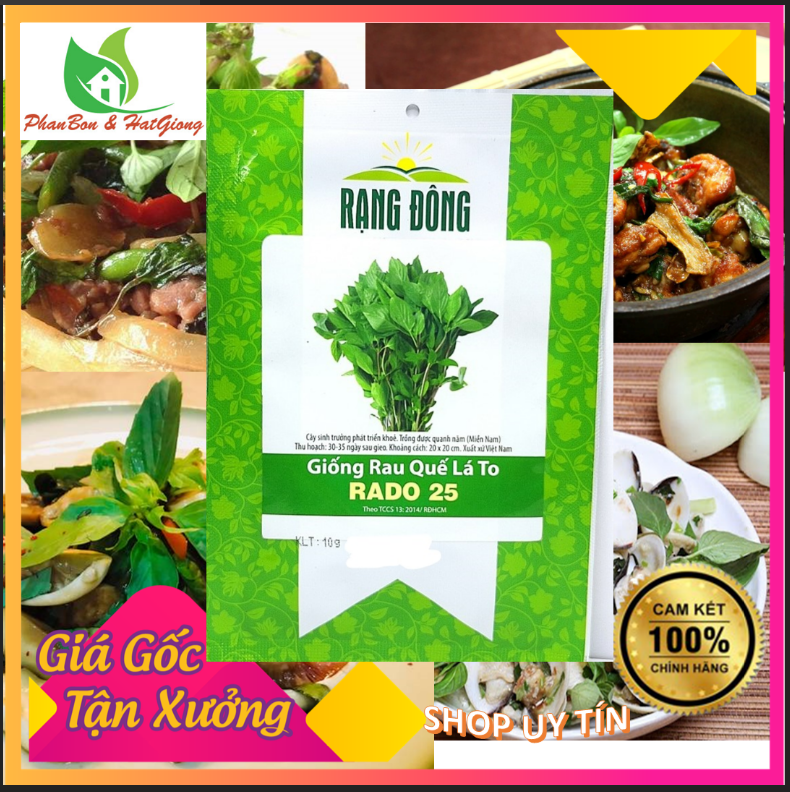 PhanBon & HatGiong
RẠNG ĐÔNG
Cây sinh trưởng phát triển khoẻ. Trồng được quanh năm (Miền Nam)
Thu hoạch: 30-35 ngày sau gieo. Khoảng cách: 20 x 20 cm. Xuất xứ Việt Nam
Giống Rau Quế Lá To
RADO 25
Theo TCCS 13: 2014/ RĐHCM
KLT : 10g
CAM KẾT
100%
CHÍNH HÃNG
Giá Gốc
Tận Xưởng
SHOP UY TÍN